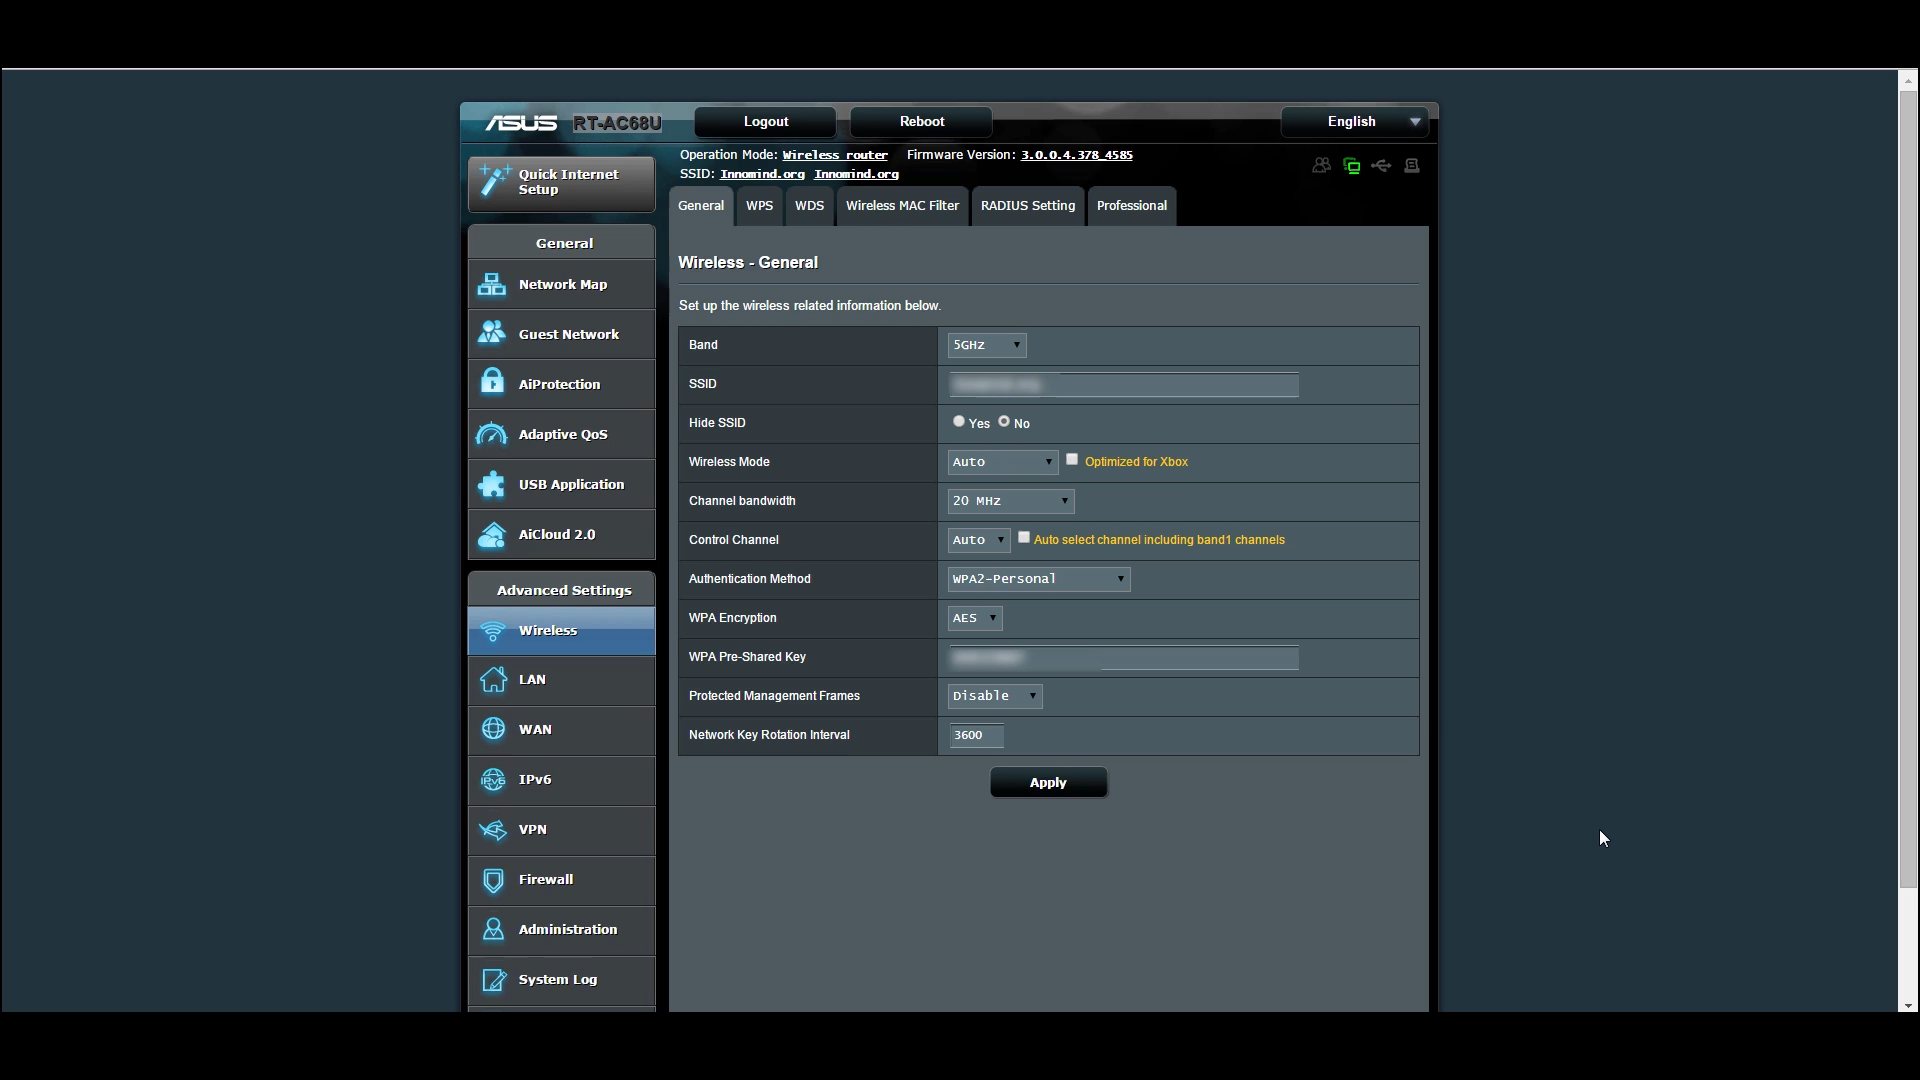 ASUS RT-AC68U Logout Reboot English
Operation Mode: Wireless router Firmware Version: 3.0.0.4.378_4585
SSID: Innomind.org Innomind.org
Quick Internet
Setup
General WPS WDS Wireless MAC Filter RADIUS Setting Professional
General
Network Map
Guest Network
AiProtection
Adaptive QoS
USB Application
AiCloud 2.0
Advanced Settings
Wireless
LAN
WAN
IPv6
IPv6
VPN
Firewall
Administration
System Log
Wireless - General
Set up the wireless related information below.
Band 5GHz
SSID
Hide SSID Yes No
Wireless Mode Auto Optimized for Xbox
Channel bandwidth 20 MHz
Control Channel Auto Auto select channel including band1 channels
Authentication Method WPA2-Personal
WPA Encryption AES
WPA Pre-Shared Key
Protected Management Frames Disable
Network Key Rotation Interval 3600
Apply